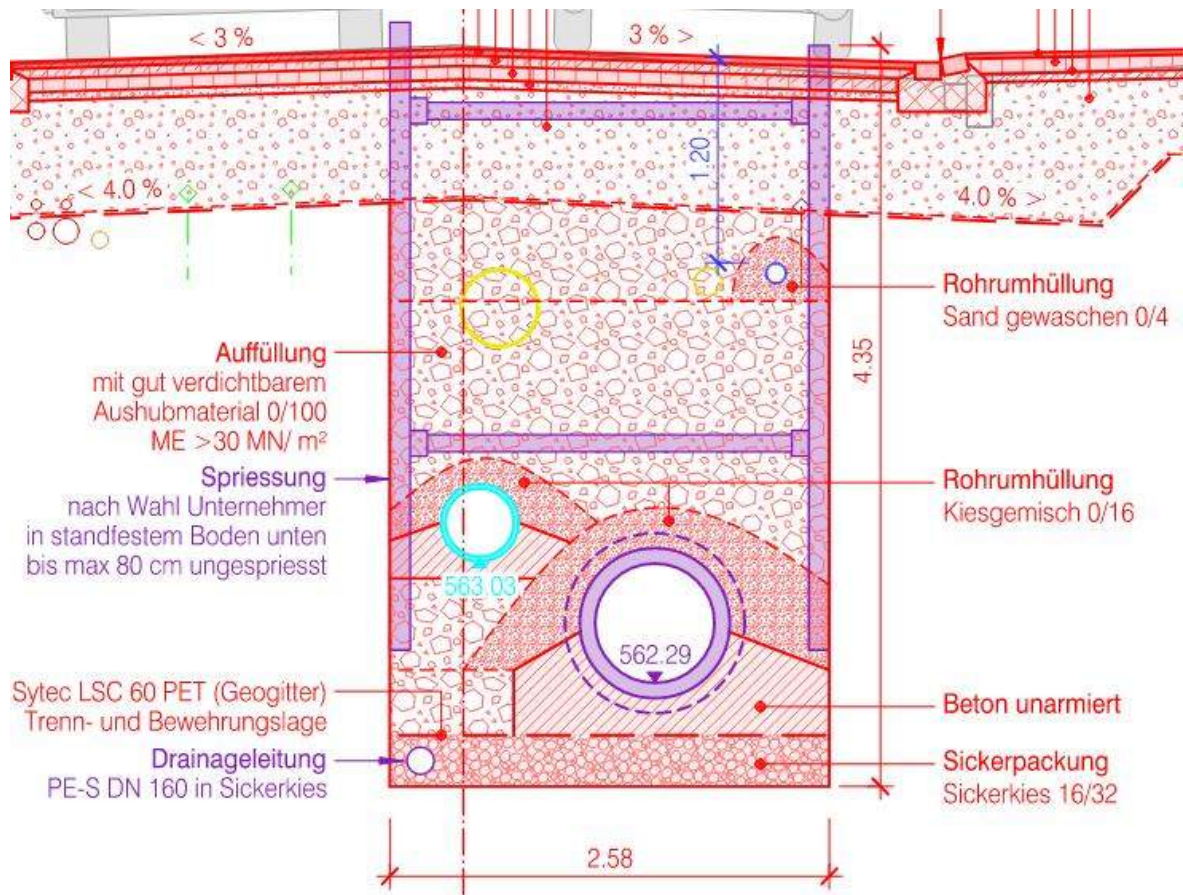 < 3 %
3 % >
1.20
< 4.0 %
4.0 % >
4.35
Rohrumhüllung
Sand gewaschen 0/4
Auffüllung
mit gut verdichtbarem
Aushubmaterial 0/100
ME >30 MN/ m²
Spriessung
nach Wahl Unternehmer
in standfestem Boden unten
bis max 80 cm ungespriesst
Rohrumhüllung
Kiesgemisch 0/16
563.03
562.29
Sytec LSC 60 PET (Geogitter)
Trenn- und Bewehrungslage
Beton unarmiert
Drainageleitung
PE-S DN 160 in Sickerkies
Sickerpackung
Sickerkies 16/32
2.58